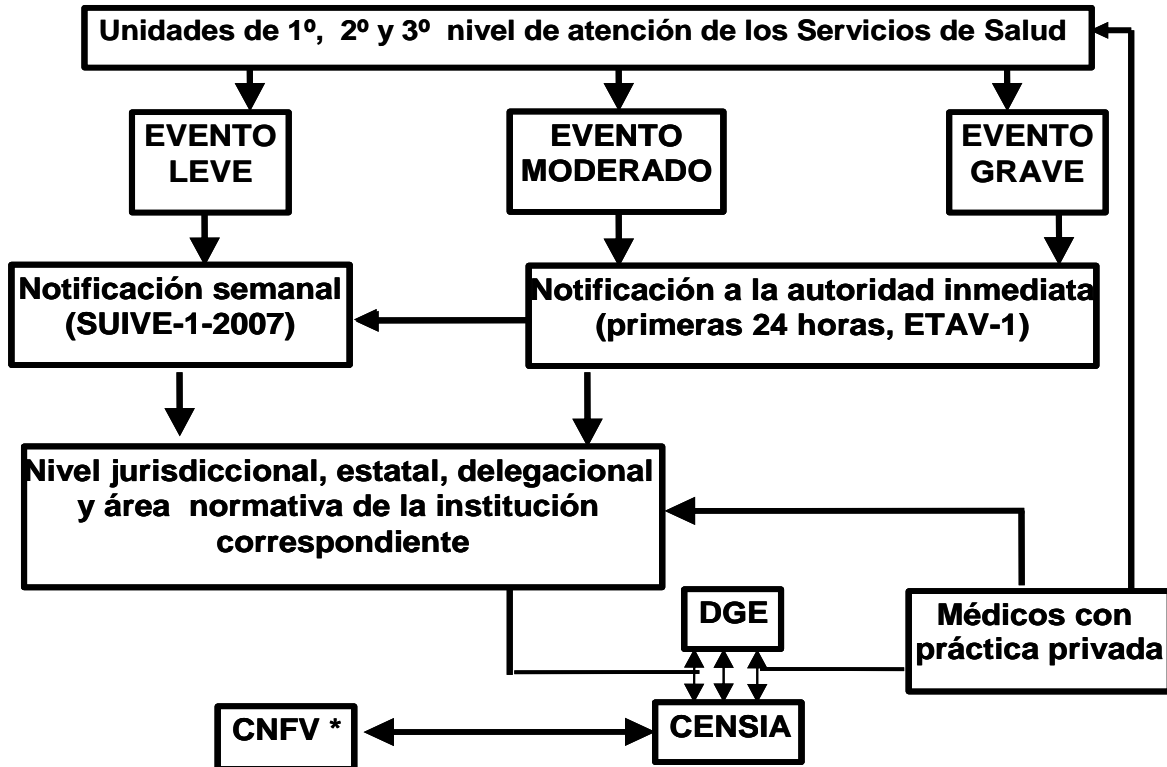 Unidades de 1º, 2º y 3º nivel de atención de los Servicios de Salud
EVENTO
LEVE
EVENTO
MODERADO
EVENTO
GRAVE
Notificación semanal
(SUIVE-1-2007)
Notificación a la autoridad inmediata
(primeras 24 horas, ETAV-1)
Nivel jurisdiccional, estatal, delegacional
y área normativa de la institución
correspondiente
DGE
Médicos con
práctica privada
CNFV *
CENSIA